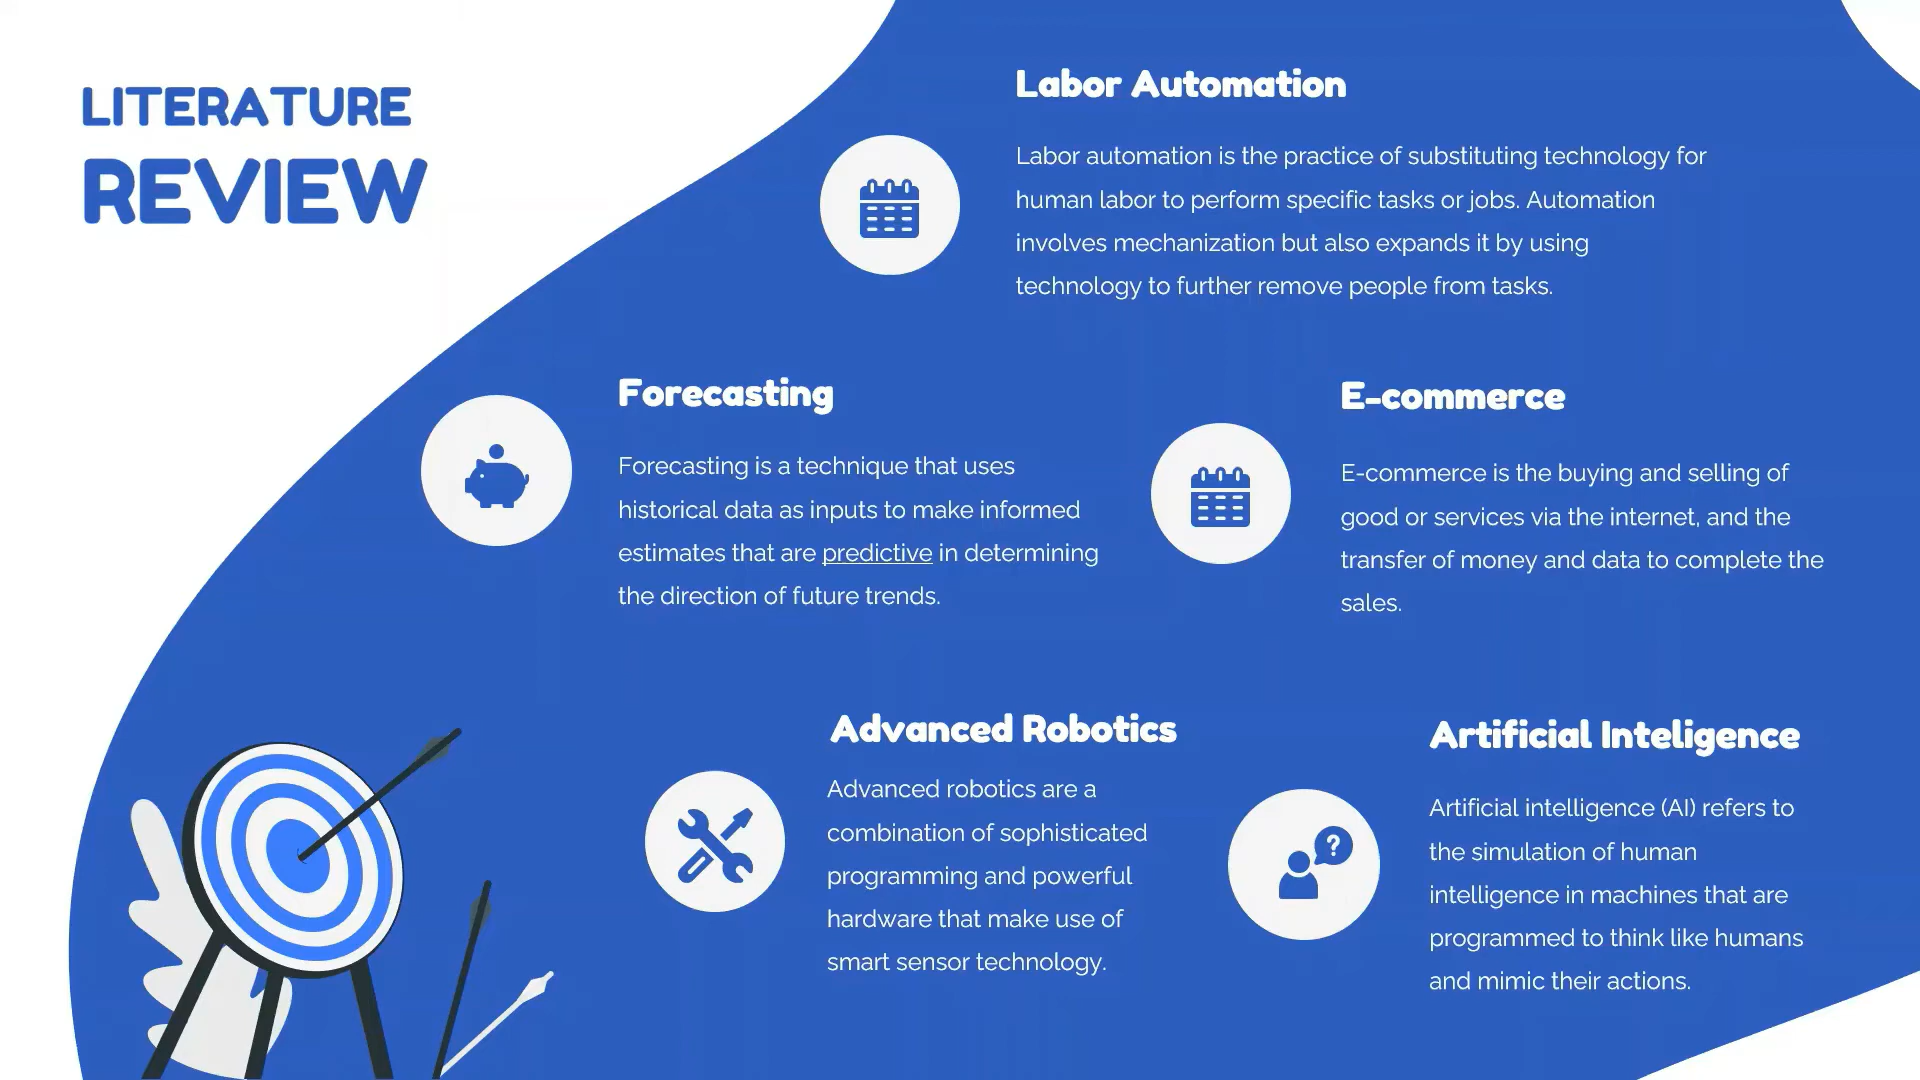 LITERATURE
REVIEW
Labor Automation
Labor automation is the practice of substituting technology for
human labor to perform specific tasks or jobs. Automation
involves mechanization but also expands it by using
technology to further remove people from tasks.
Forecasting
Forecasting is a technique that uses
historical data as inputs to make informed
estimates that are predictive in determining
the direction of future trends.
E-commerce
E-commerce is the buying and selling of
good or services via the internet, and the
transfer of money and data to complete the
sales.
Advanced Robotics
Advanced robotics are a
combination of sophisticated
programming and powerful
hardware that make use of
smart sensor technology.
Artificial Inteligence
?
Artificial intelligence (AI) refers to
the simulation of human
intelligence in machines that are
programmed to think like humans
and mimic their actions.